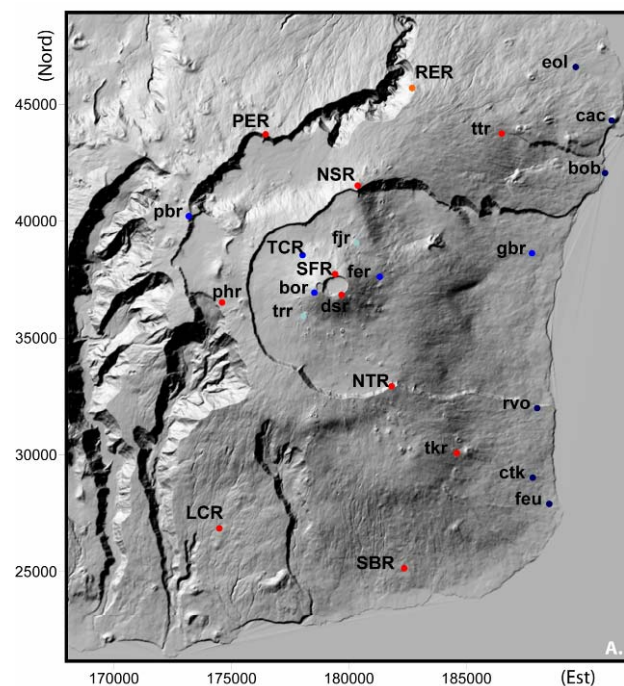 (Nord)
45000
40000
35000
30000
25000
RER
eol
PER
ttr
cac
NSR
bob
pbr
fjr
TCR
gbr
SFR
fer
bor
phr
dsr
trr
NTR
rvo
tkr
ctk
feu
LCR
SBR
A.
170000 175000 180000 185000 (Est)